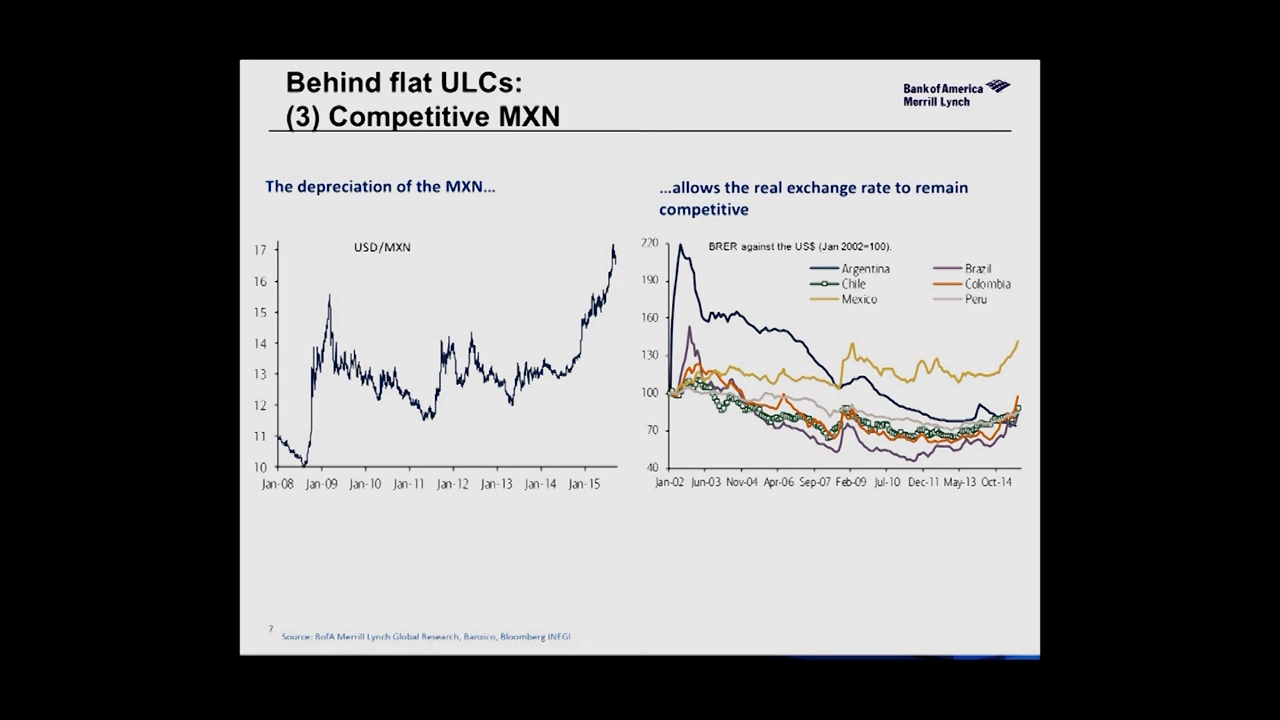 Behind flat ULCs:
(3) Competitive MXN
Bank of America
Merrill Lynch
The depreciation of the MXN...
...allows the real exchange rate to remain
competitive
USD/MXN
17
16
15
14
13
12
11
10
Jan-08 Jan-09 Jan-10 Jan-11 Jan-12 Jan-13 Jan-14 Jan-15
BRER against the US$ (Jan 2002=100).
Argentina Brazil
Chile Colombia
Mexico Peru
220
190
160
130
100
70
40
Jan-02 Jun-03 Nov-04 Apr-06 Sep-07 Feb-09 Jul-10 Dec-11 May-13 Oct-14
7
Source: BofA Merrill Lynch Global Research, Banxico, Bloomberg INEGI